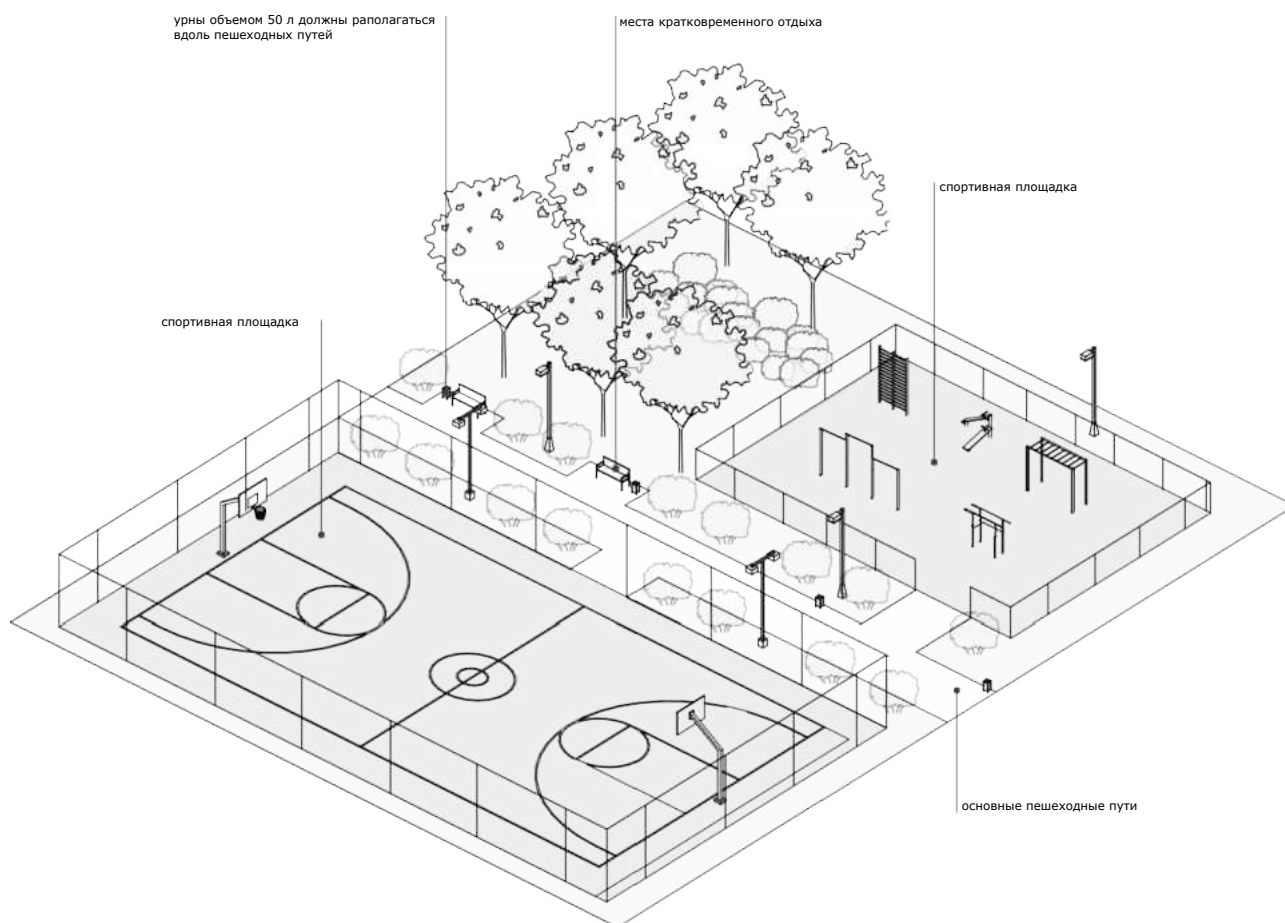 урны объемом 50 л должны раполагаться
вдоль пешеходных путей
места кратковременного отдыха
спортивная площадка
спортивная площадка
основные пешеходные пути